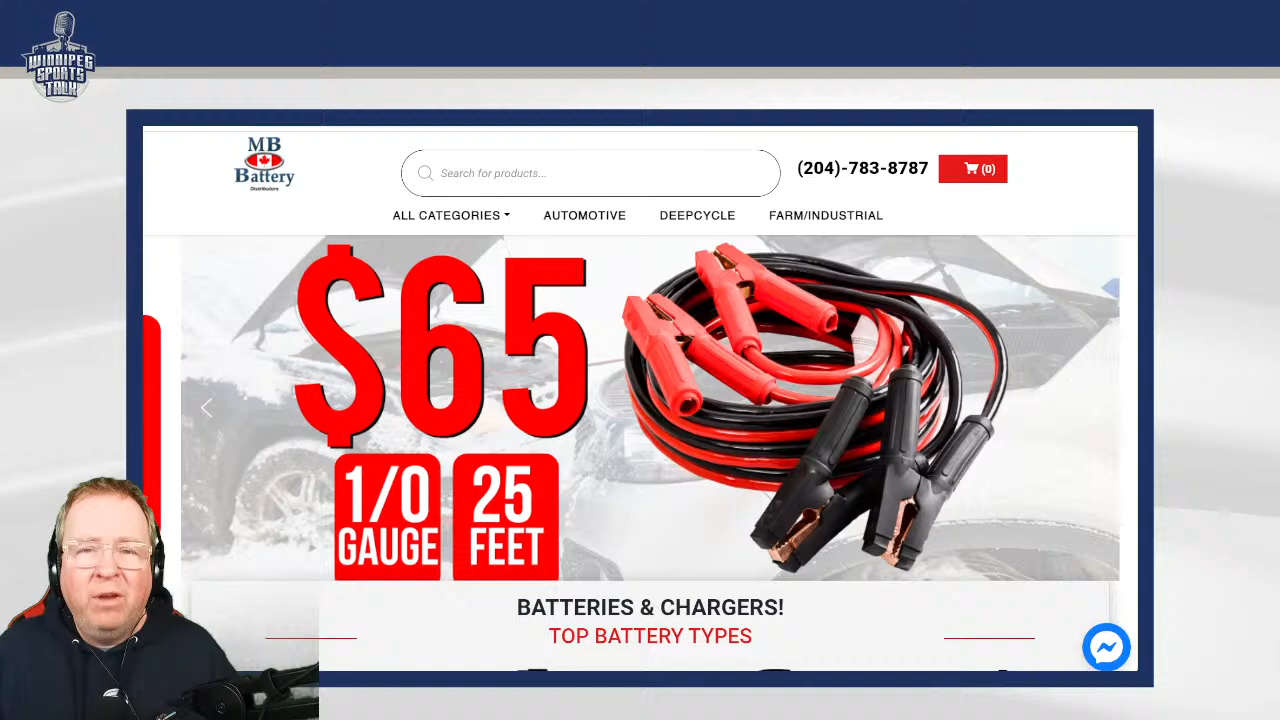 WINNIPEG
SPORTS
TALK
MB
Battery
Distributors
Search for products...
(204)-783-8787
(0)
ALL CATEGORIES
AUTOMOTIVE
DEEPCYCLE
FARM/INDUSTRIAL
$65
1/0
GAUGE
25
FEET
BATTERIES & CHARGERS!
TOP BATTERY TYPES